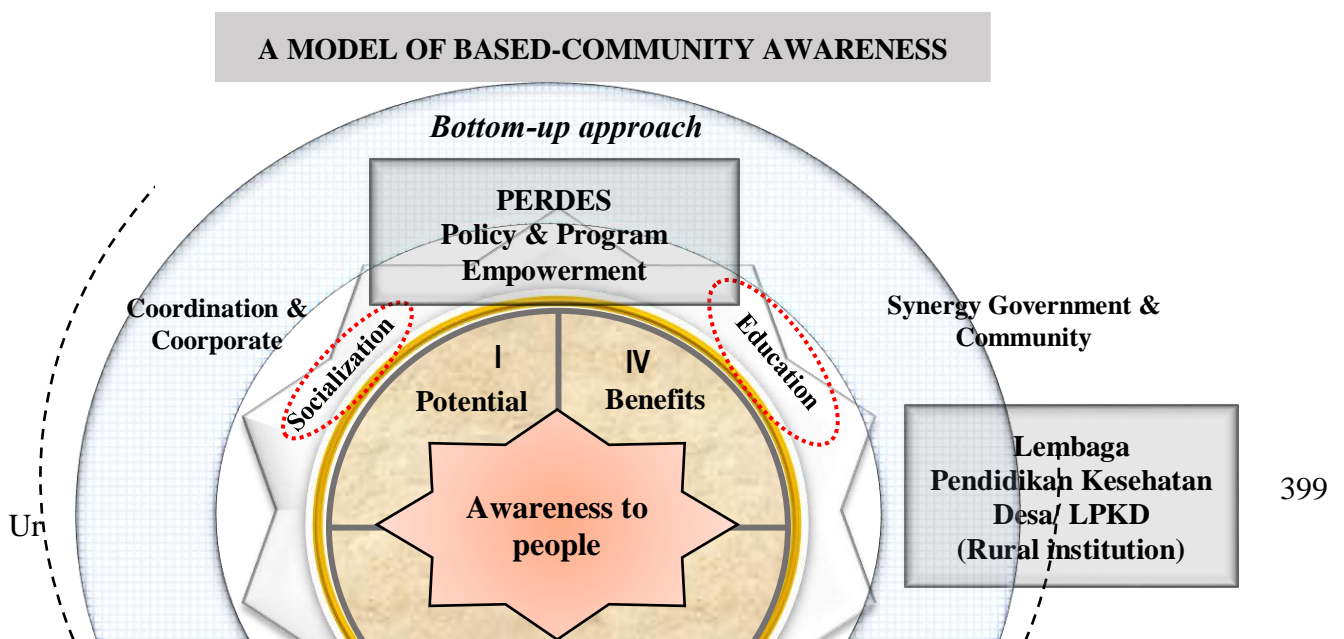 A MODEL OF BASED-COMMUNITY AWARENESS
Bottom-up approach
PERDES
Policy & Program
Empowerment
Coordination &
Coorporate
Synergy Government &
Community
Socialization
Education
I
Potential
IV
Benefits
Awareness to
people
Lembaga
Pendidikan Kesehatan
Desa/ LPKD
(Rural institution)
399
Ur